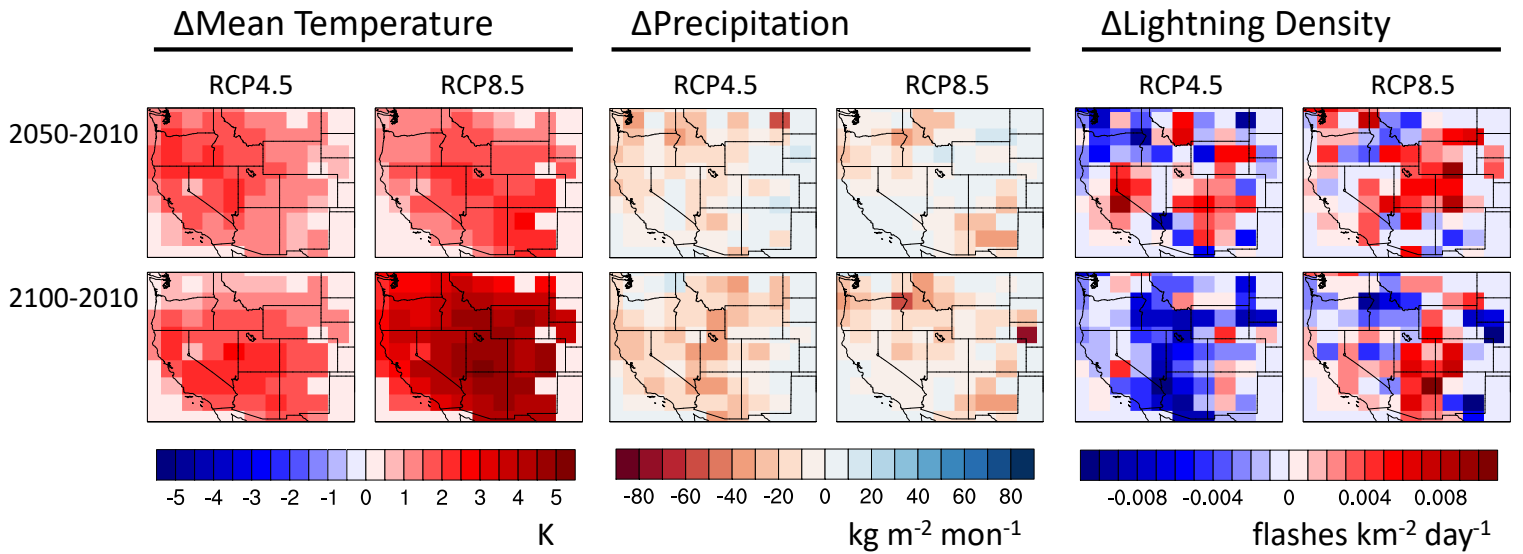 ΔMean Temperature ΔPrecipitation ΔLightning Density
RCP4.5 RCP8.5 RCP4.5 RCP8.5 RCP4.5 RCP8.5
2050-2010
2100-2010
-5 -4 -3 -2 -1 0 1 2 3 4 5 -80 -60 -40 -20 0 20 40 60 80 -0.008 -0.004 0 0.004 0.008
K kg m⁻² mon⁻¹ flashes km⁻² day⁻¹